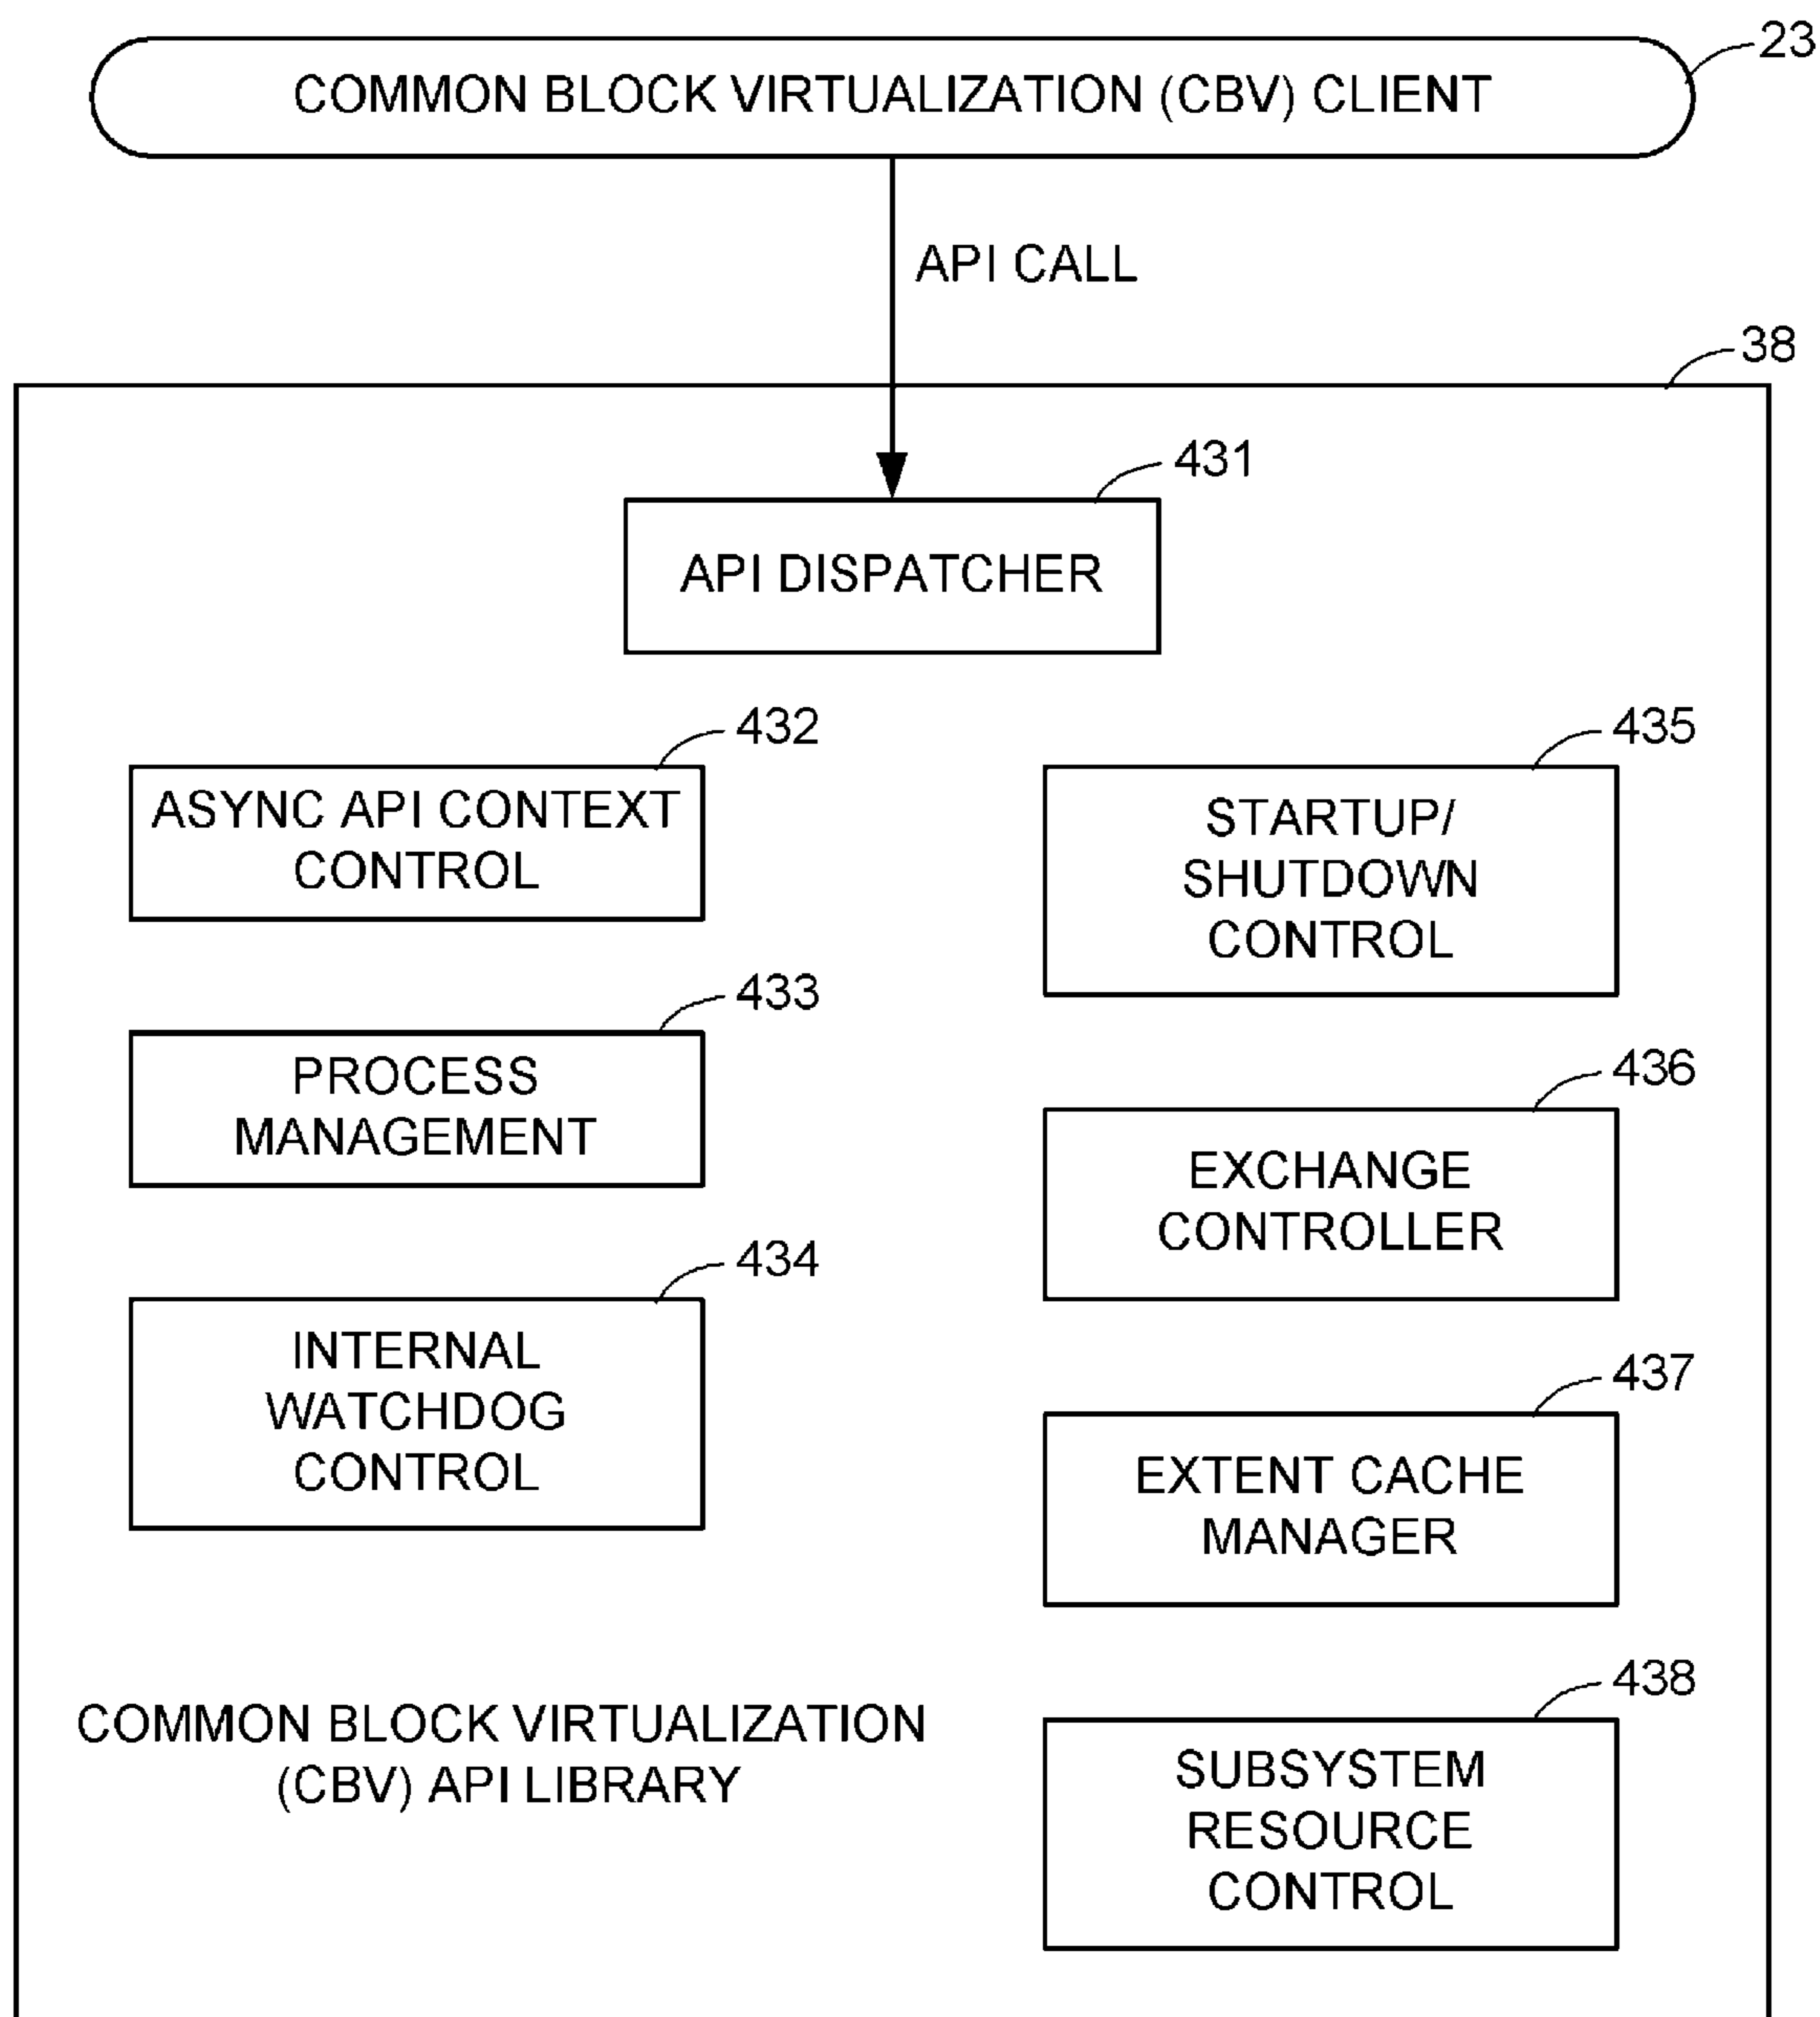 23
COMMON BLOCK VIRTUALIZATION (CBV) CLIENT
API CALL
38
431
API DISPATCHER
432
ASYNC API CONTEXT
CONTROL
433
PROCESS
MANAGEMENT
434
INTERNAL
WATCHDOG
CONTROL
435
STARTUP/
SHUTDOWN
CONTROL
436
EXCHANGE
CONTROLLER
437
EXTENT CACHE
MANAGER
438
SUBSYSTEM
RESOURCE
CONTROL
COMMON BLOCK VIRTUALIZATION
(CBV) API LIBRARY